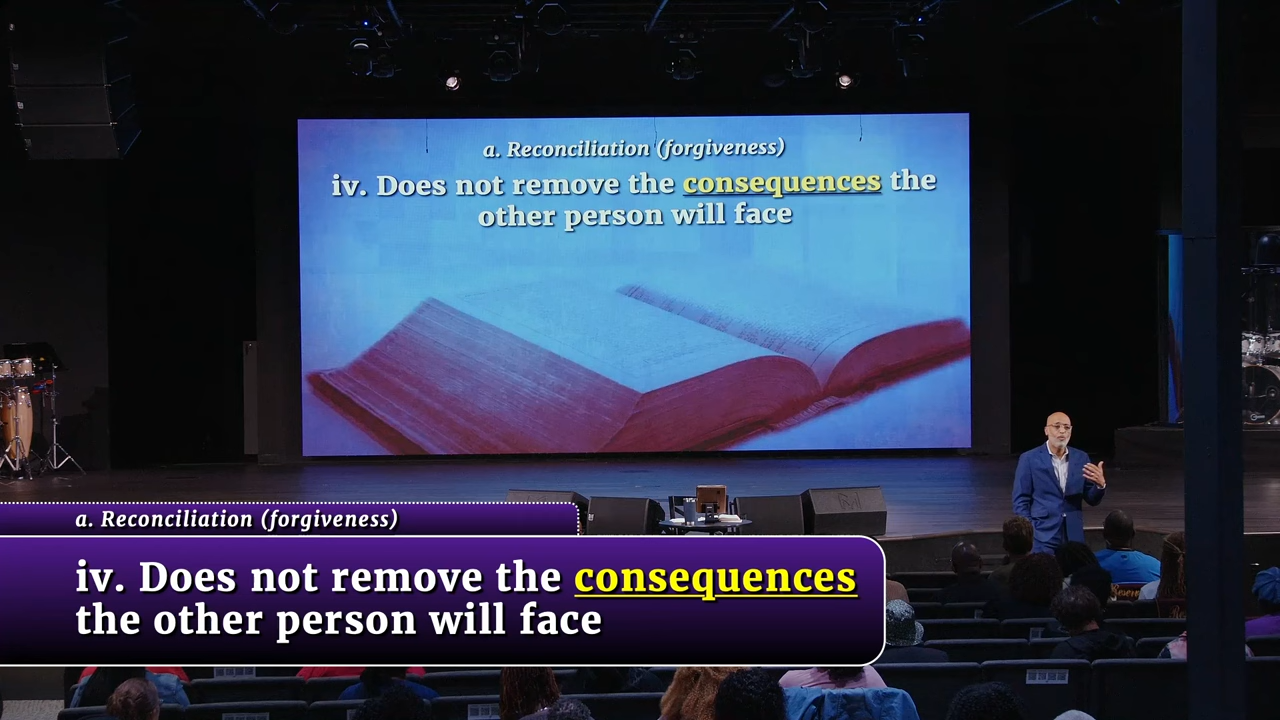 a. Reconciliation (forgiveness)
iv. Does not remove the consequences the
other person will face
a. Reconciliation (forgiveness)
iv. Does not remove the consequences
the other person will face